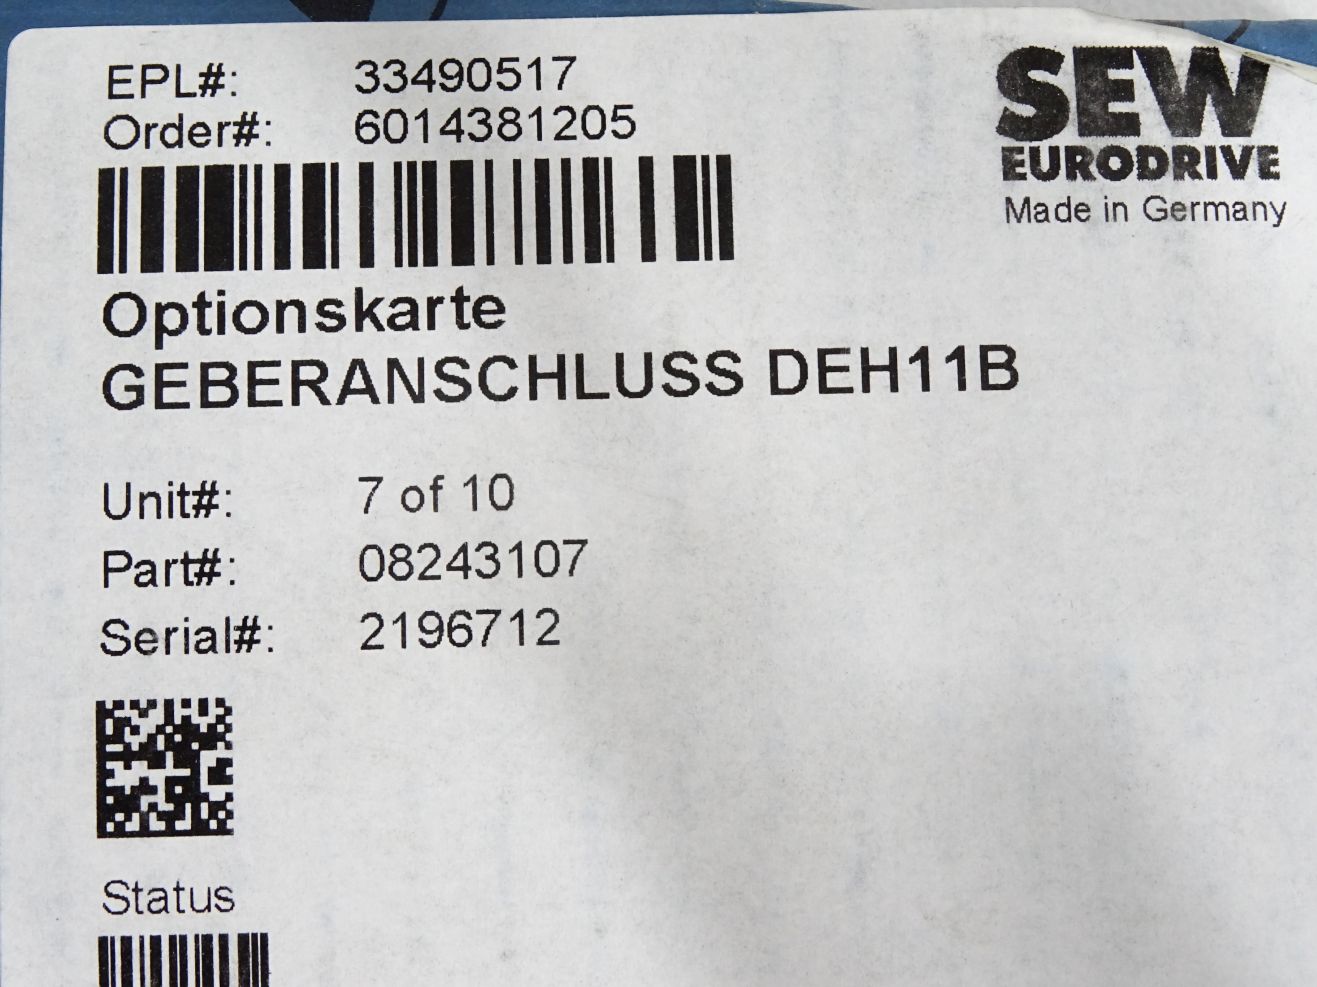 EPL#: 33490517
Order#: 6014381205
SEW
EURODRIVE
Made in Germany
Optionskarte
GEBERANSCHLUSS DEH11B
Unit#: 7 of 10
Part#: 08243107
Serial#: 2196712
Status